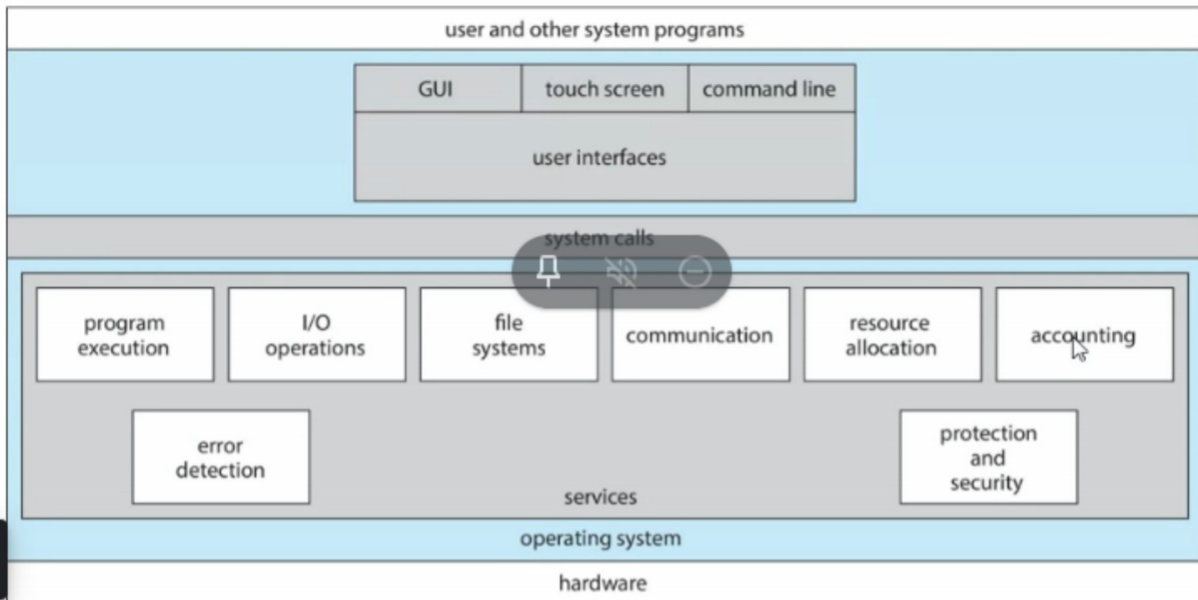 user and other system programs
GUI
touch screen
command line
user interfaces
system calls
program
execution
I/O
operations
file
systems
communication
resource
allocation
accounting
error
detection
protection
and
security
services
operating system
hardware